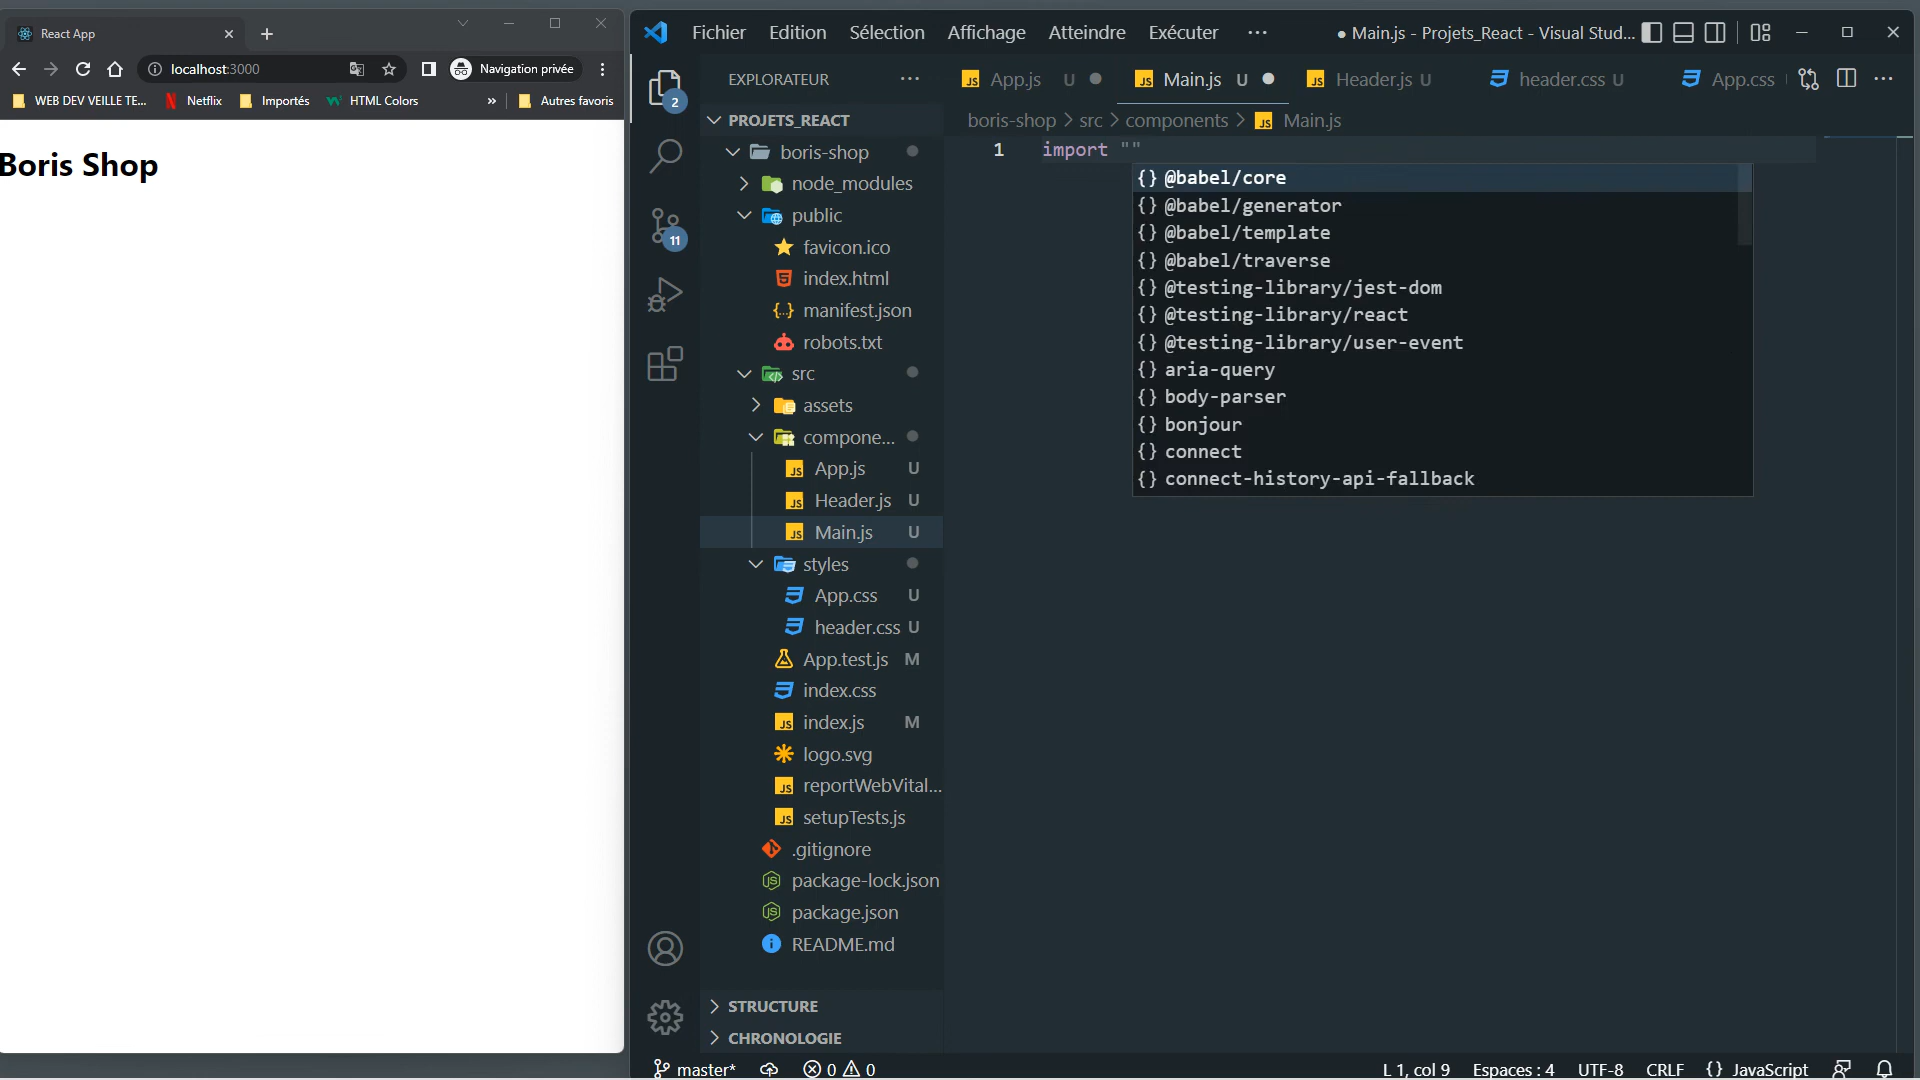 React App
localhost:3000
Navigation privée
WEB DEV VEILLE TE...
Netflix
Importés
HTML Colors
»
Autres favoris
Boris Shop
Fichier
Edition
Sélection
Affichage
Atteindre
Exécuter
...
● Main.js - Projets_React - Visual Stud...
2
11
EXPLORATEUR
...
PROJETS_REACT
boris-shop
node_modules
public
favicon.ico
index.html
manifest.json
robots.txt
src
assets
compone...
App.js U
Header.js U
Main.js U
styles
App.css U
header.css U
App.test.js M
index.css
index.js M
logo.svg
reportWebVital...
setupTests.js
.gitignore
package-lock.json
package.json
README.md
STRUCTURE
CHRONOLOGIE
JS App.js U
JS Main.js U
JS Header.js U
header.css U
App.css
...
boris-shop > src > components > JS Main.js
1 import ""
{} @babel/core
{} @babel/generator
{} @babel/template
{} @babel/traverse
{} @testing-library/jest-dom
{} @testing-library/react
{} @testing-library/user-event
{} aria-query
{} body-parser
{} bonjour
{} connect
{} connect-history-api-fallback
master*
0
0
L 1, col 9
Espaces : 4
UTF-8
CRLF
{} JavaScript